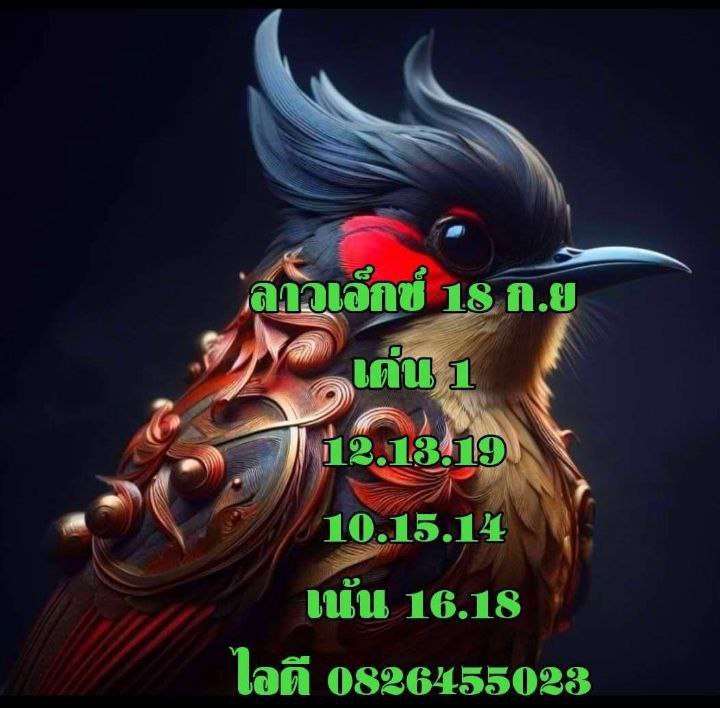 ลาวเอ็กซ์ 18 ก.ย
เด่น 1
12.13.19
10.15.14
เน้น 16.18
ไอดี 0826455023